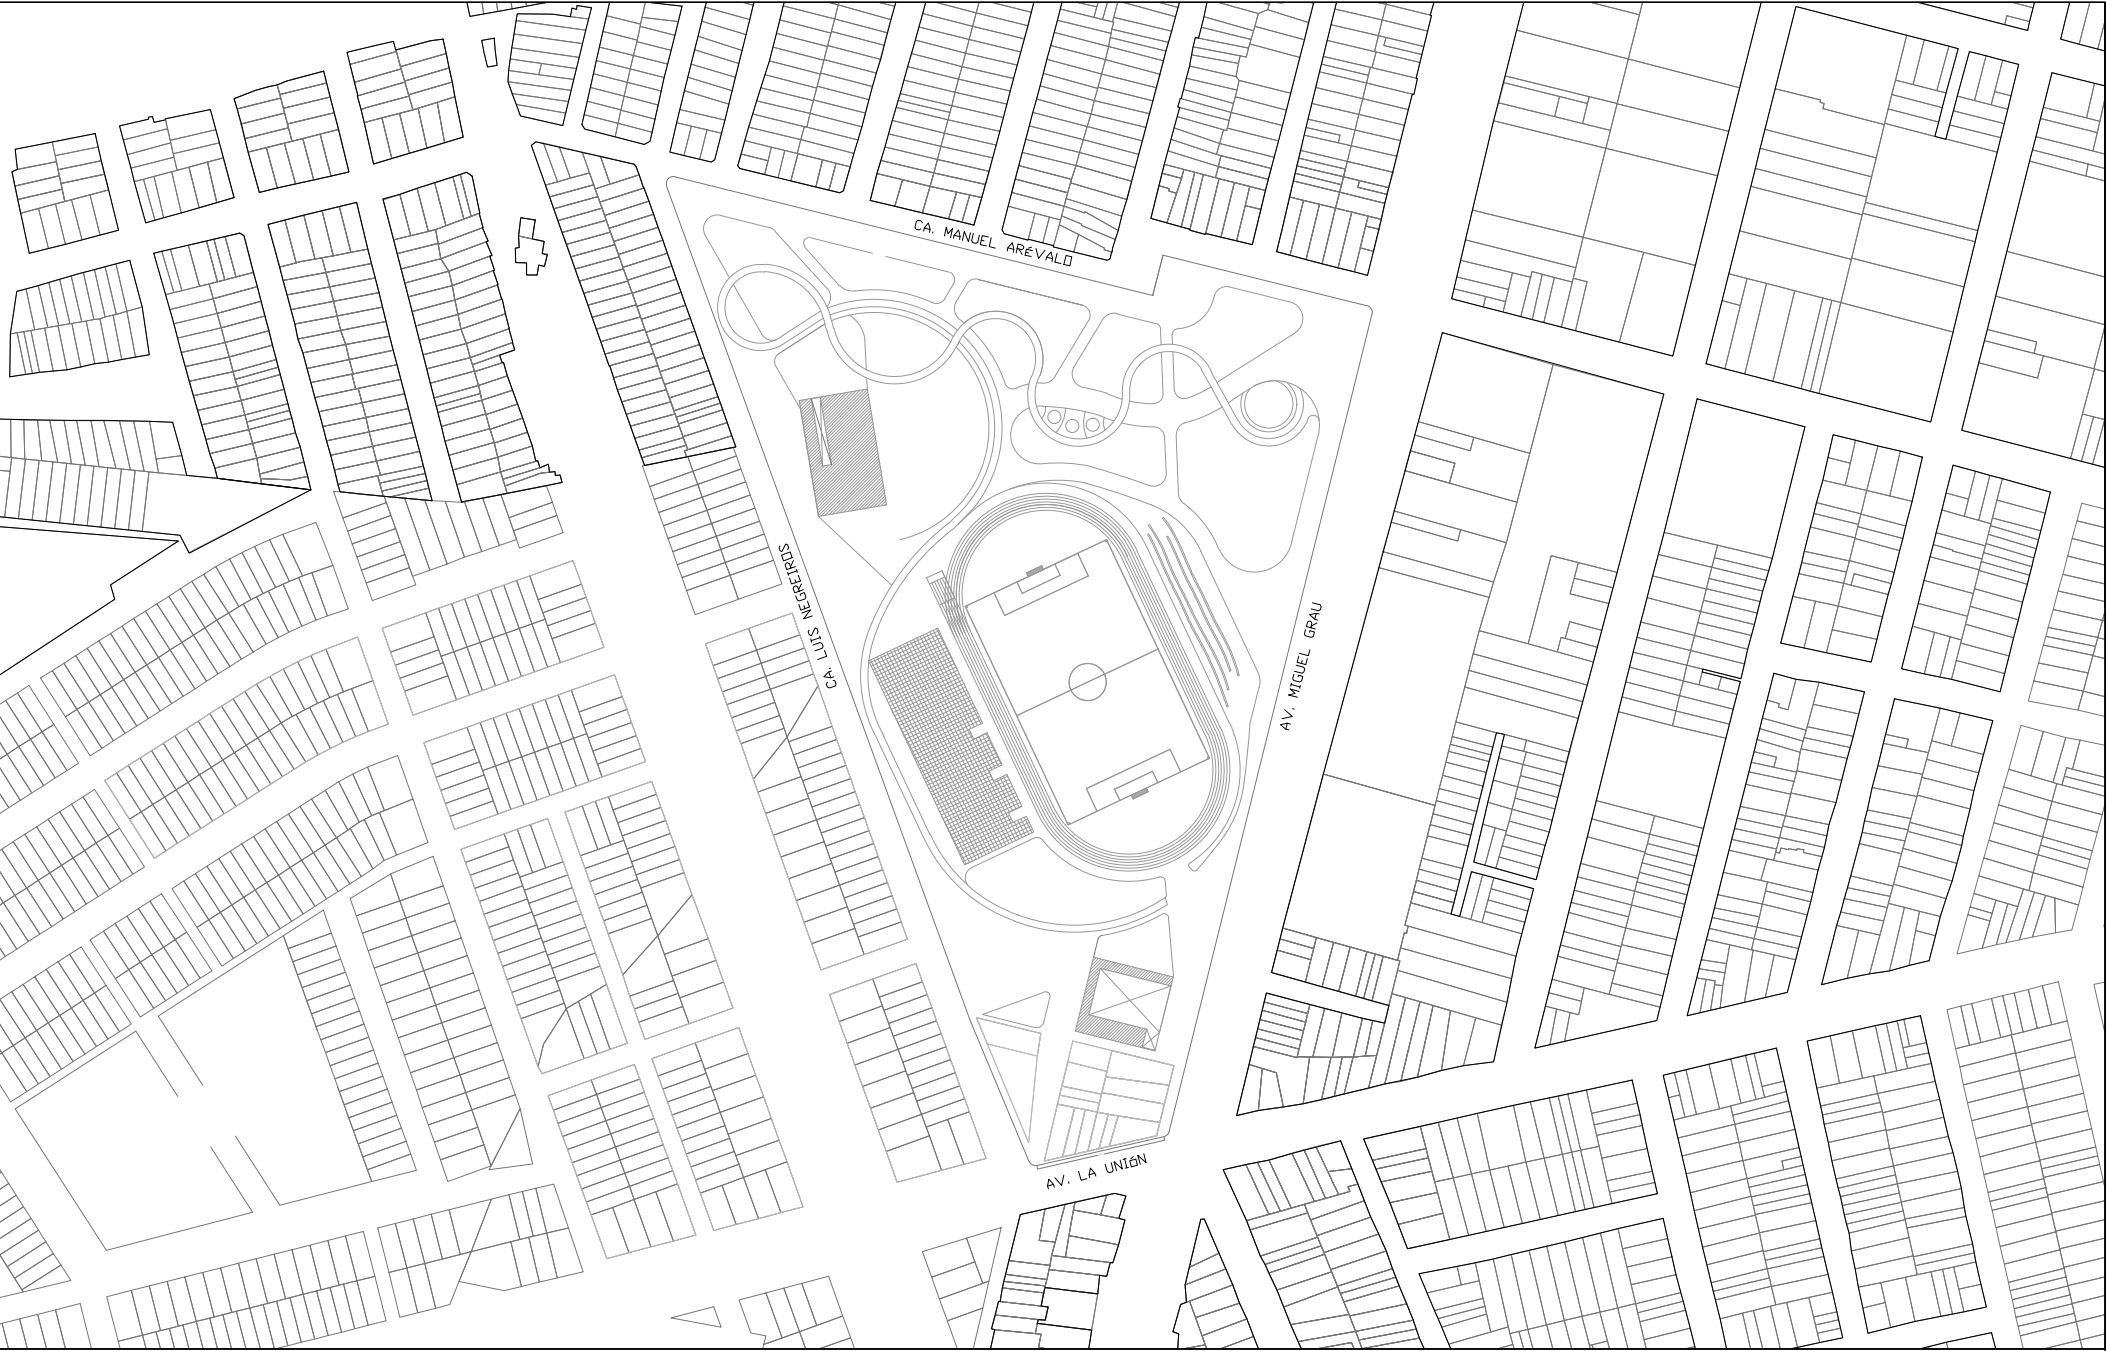 CA. MANUEL ARéVALO
CA. LUIS NEGREIROS
AV. MIGUEL GRAU
AV. LA UNIóN